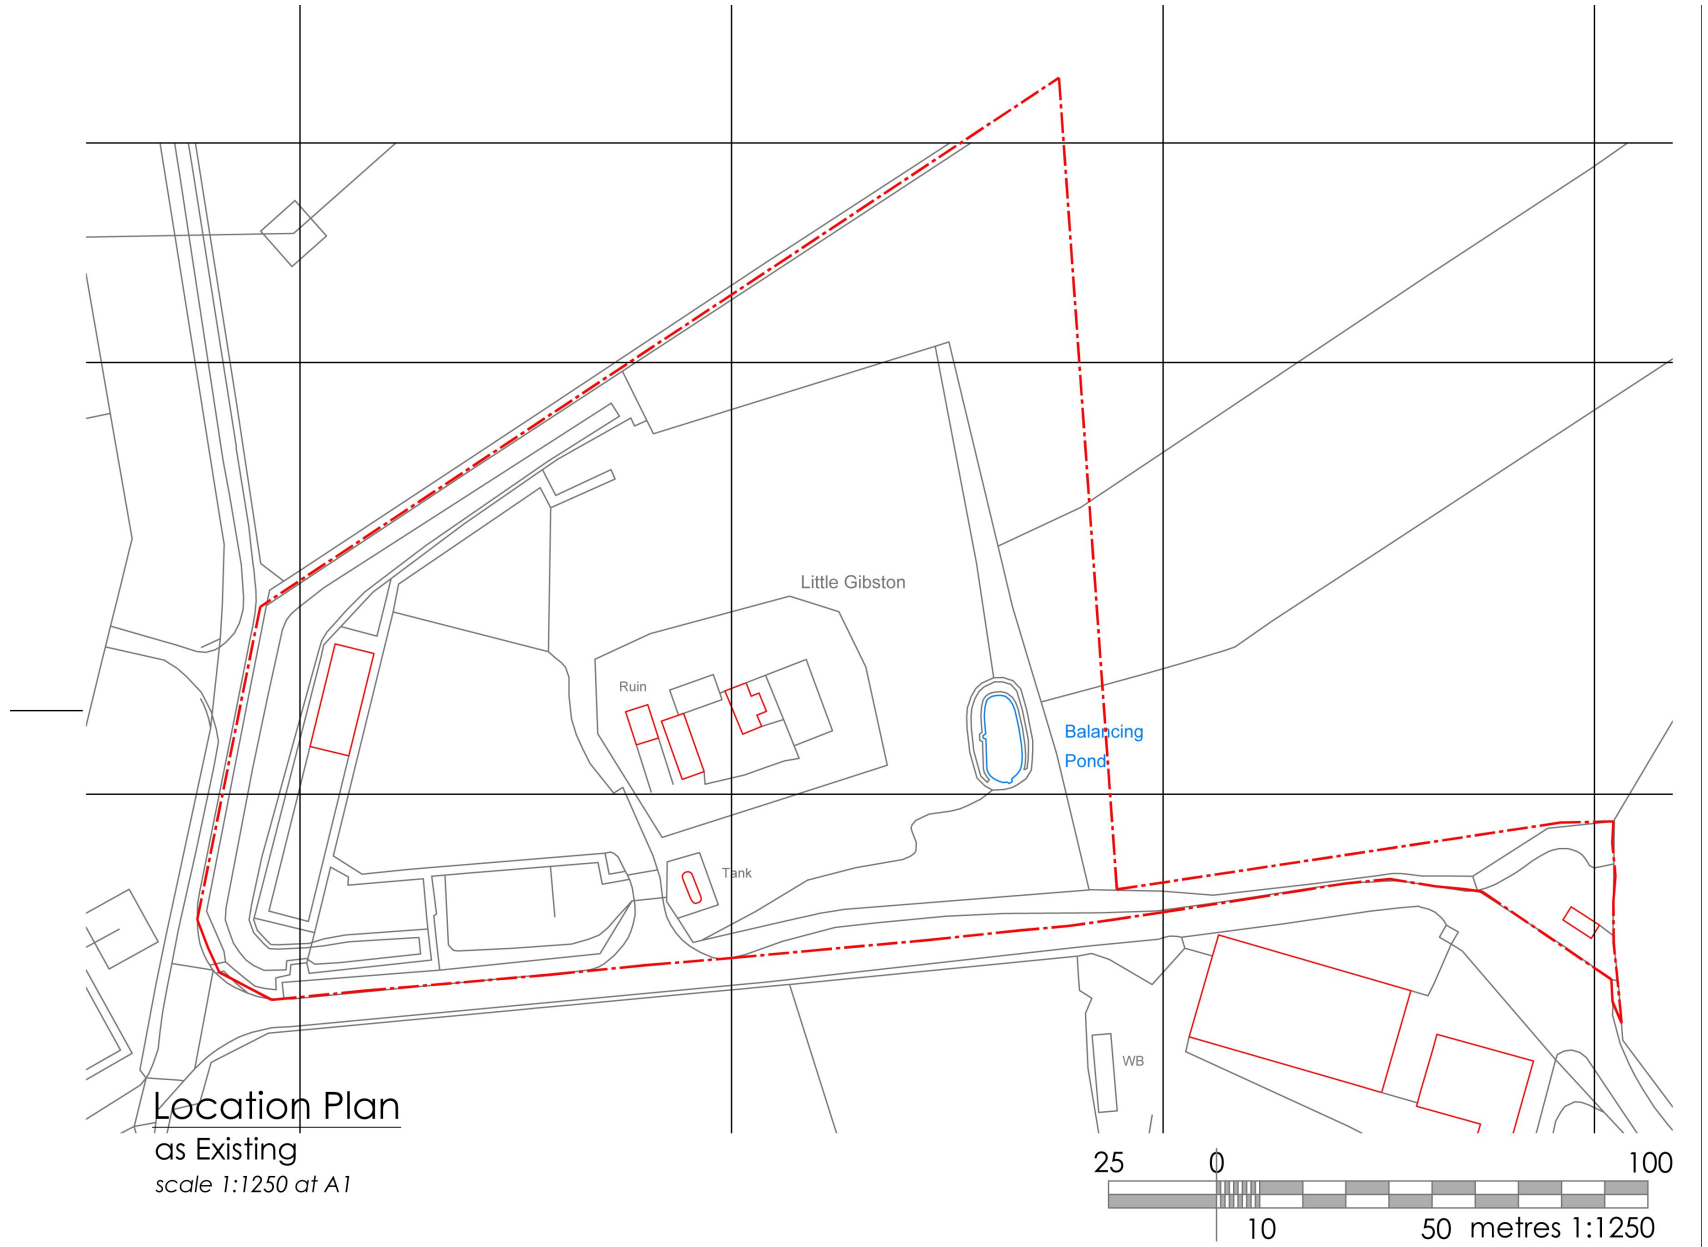 Little Gibston
Ruin
Balancing
Pond
Tank
WB
Location Plan
as Existing
scale 1:1250 at A1
25 0 100
10 50 metres 1:1250